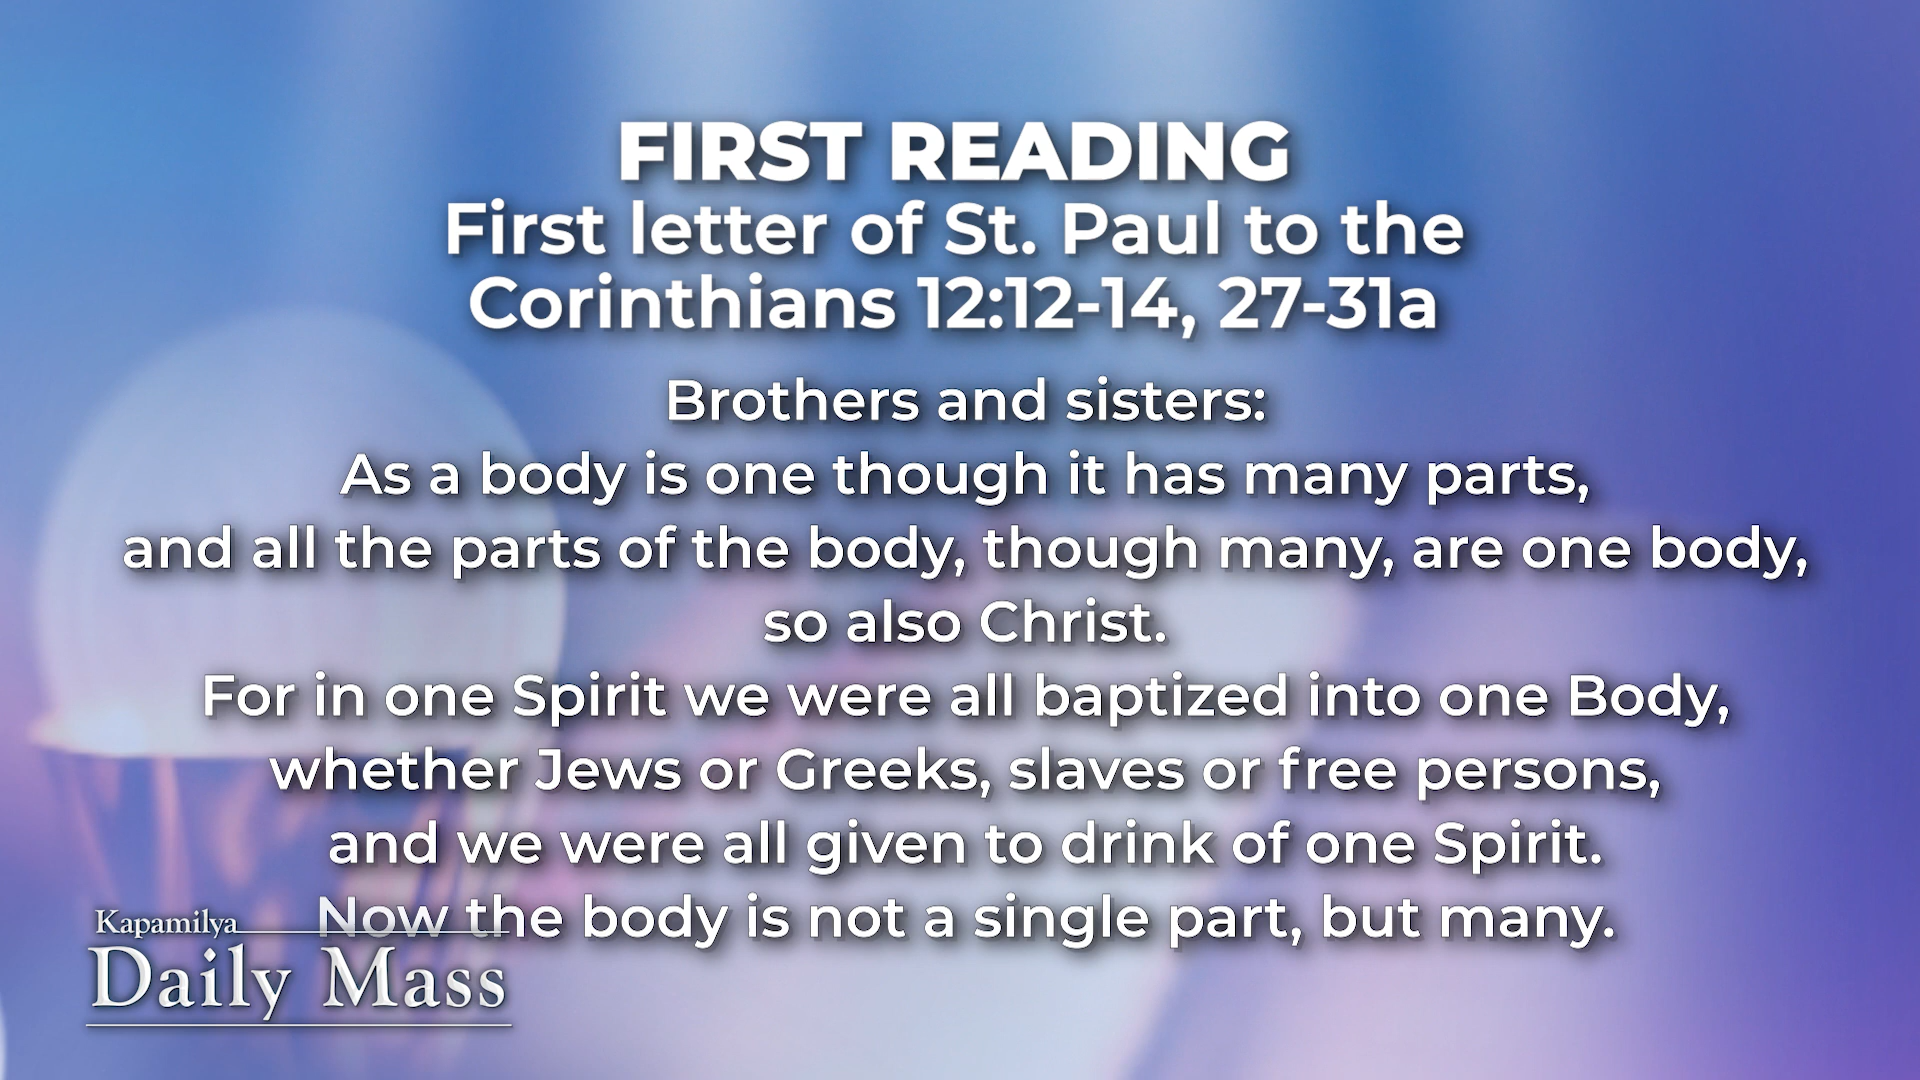 FIRST READING
First letter of St. Paul to the
Corinthians 12:12-14, 27-31a
Brothers and sisters:
As a body is one though it has many parts,
and all the parts of the body, though many, are one body,
so also Christ.
For in one Spirit we were all baptized into one Body,
whether Jews or Greeks, slaves or free persons,
and we were all given to drink of one Spirit.
Now the body is not a single part, but many.
Kapamilya
Daily Mass